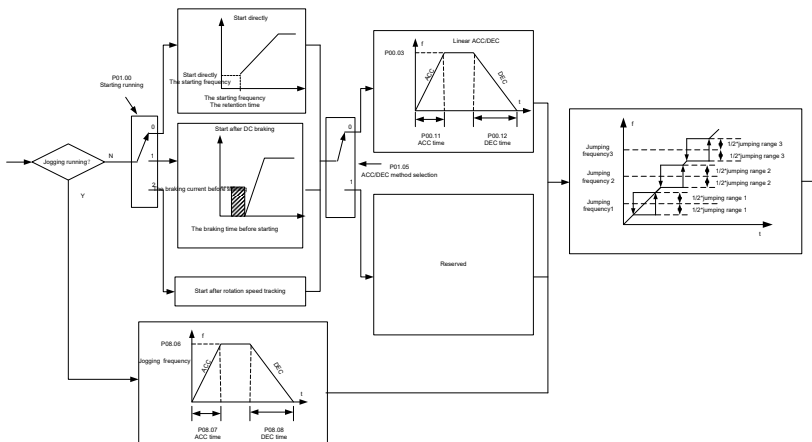 Start directly
Start directly
The starting frequency
The starting frequency
The retention time
P01.00
Starting running
Jogging running?
N
Y
0
1
2
Start after DC braking
The braking current before starting
The braking time before starting
Start after rotation speed tracking
0
1
P01.05
ACC/DEC method selection
Linear ACC/DEC
f
P00.03
ACC
DEC
t
P00.11
ACC time
P00.12
DEC time
Reserved
f
P08.06
Jogging frequency
ACC
DEC
t
P08.07
ACC time
P08.08
DEC time
f
Jumping
frequency3
1/2*jumping range 3
1/2*jumping range 3
Jumping
frequency 2
1/2*jumping range 2
1/2*jumping range 2
Jumping
frequency1
1/2*jumping range 1
1/2*jumping range 1
t